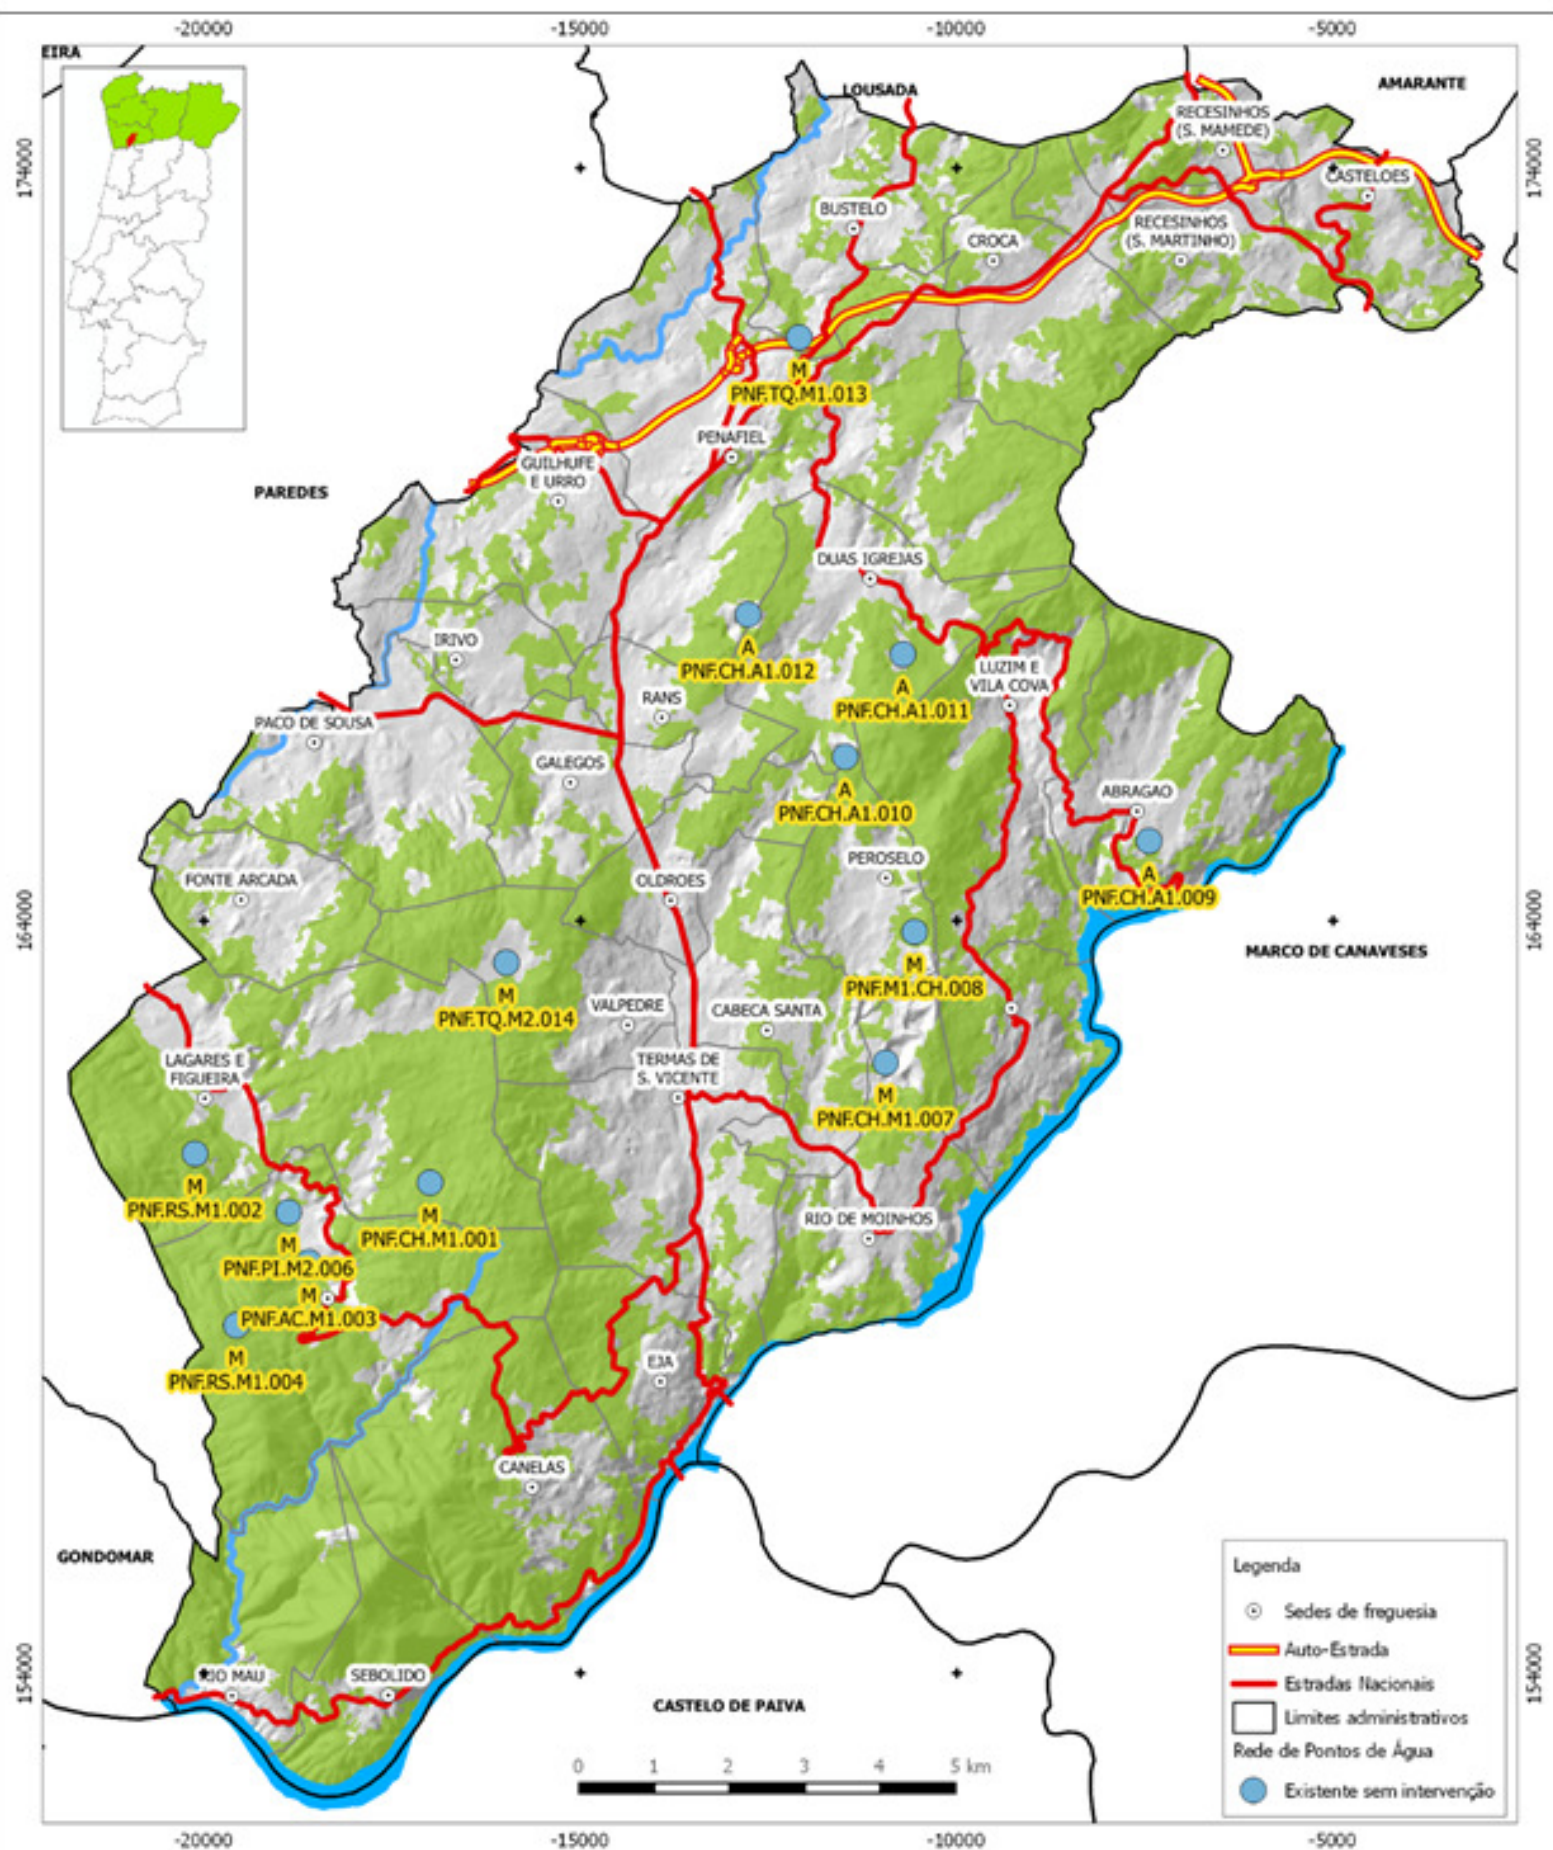 -20000 -15000 -10000 -5000
EIRA
LOUSADA
AMARANTE
RECESINHOS
(S. MAMEDE)
174000
174000
CASTELOES
BUSTELO
RECESINHOS
(S. MARTINHO)
CROCA
M
PNF.TQ.M1.013
PENAFIEL
GUILHUFE
E URRO
PAREDES
DUAS IGREJAS
IRIVO
A
PNF.CH.A1.012
LUZIM E
VILA COVA
A
PNF.CH.A1.011
RANS
PACO DE SOUSA
GALEGOS
A
PNF.CH.A1.010
ABRAGAO
PEROSELO
A
PNF.CH.A1.009
FONTE ARCADA
OLDROES
164000
164000
MARCO DE CANAVESES
M
PNF.M1.CH.008
M
PNF.TQ.M2.014
VALPEDRE
CABECA SANTA
LAGARES E
FIGUEIRA
TERMAS DE
S. VICENTE
M
PNF.CH.M1.007
M
PNF.RS.M1.002
M
PNF.CH.M1.001
RIO DE MOINHOS
M
PNF.PI.M2.006
M
PNF.AC.M1.003
M
PNF.RS.M1.004
EJA
CANELAS
GONDOMAR
Legenda
Sedes de freguesia
Auto-Estrada
Estradas Nacionais
Limites administrativos
Rede de Pontos de Água
Existente sem intervenção
154000
154000
RIO MAU
SEBOLIDO
CASTELO DE PAIVA
0 1 2 3 4 5 km
-20000 -15000 -10000 -5000